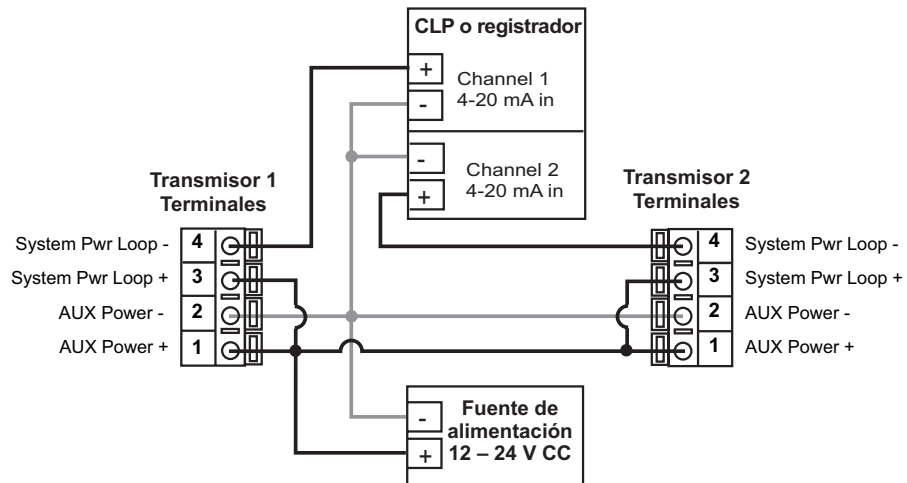 CLP o registrador
+
Channel 1
4-20 mA in
-
-
Channel 2
4-20 mA in
+
Transmisor 1
Terminales
System Pwr Loop - 4
System Pwr Loop + 3
AUX Power - 2
AUX Power + 1
Transmisor 2
Terminales
4 System Pwr Loop -
3 System Pwr Loop +
2 AUX Power -
1 AUX Power +
-
+
Fuente de
alimentación
12 – 24 V CC